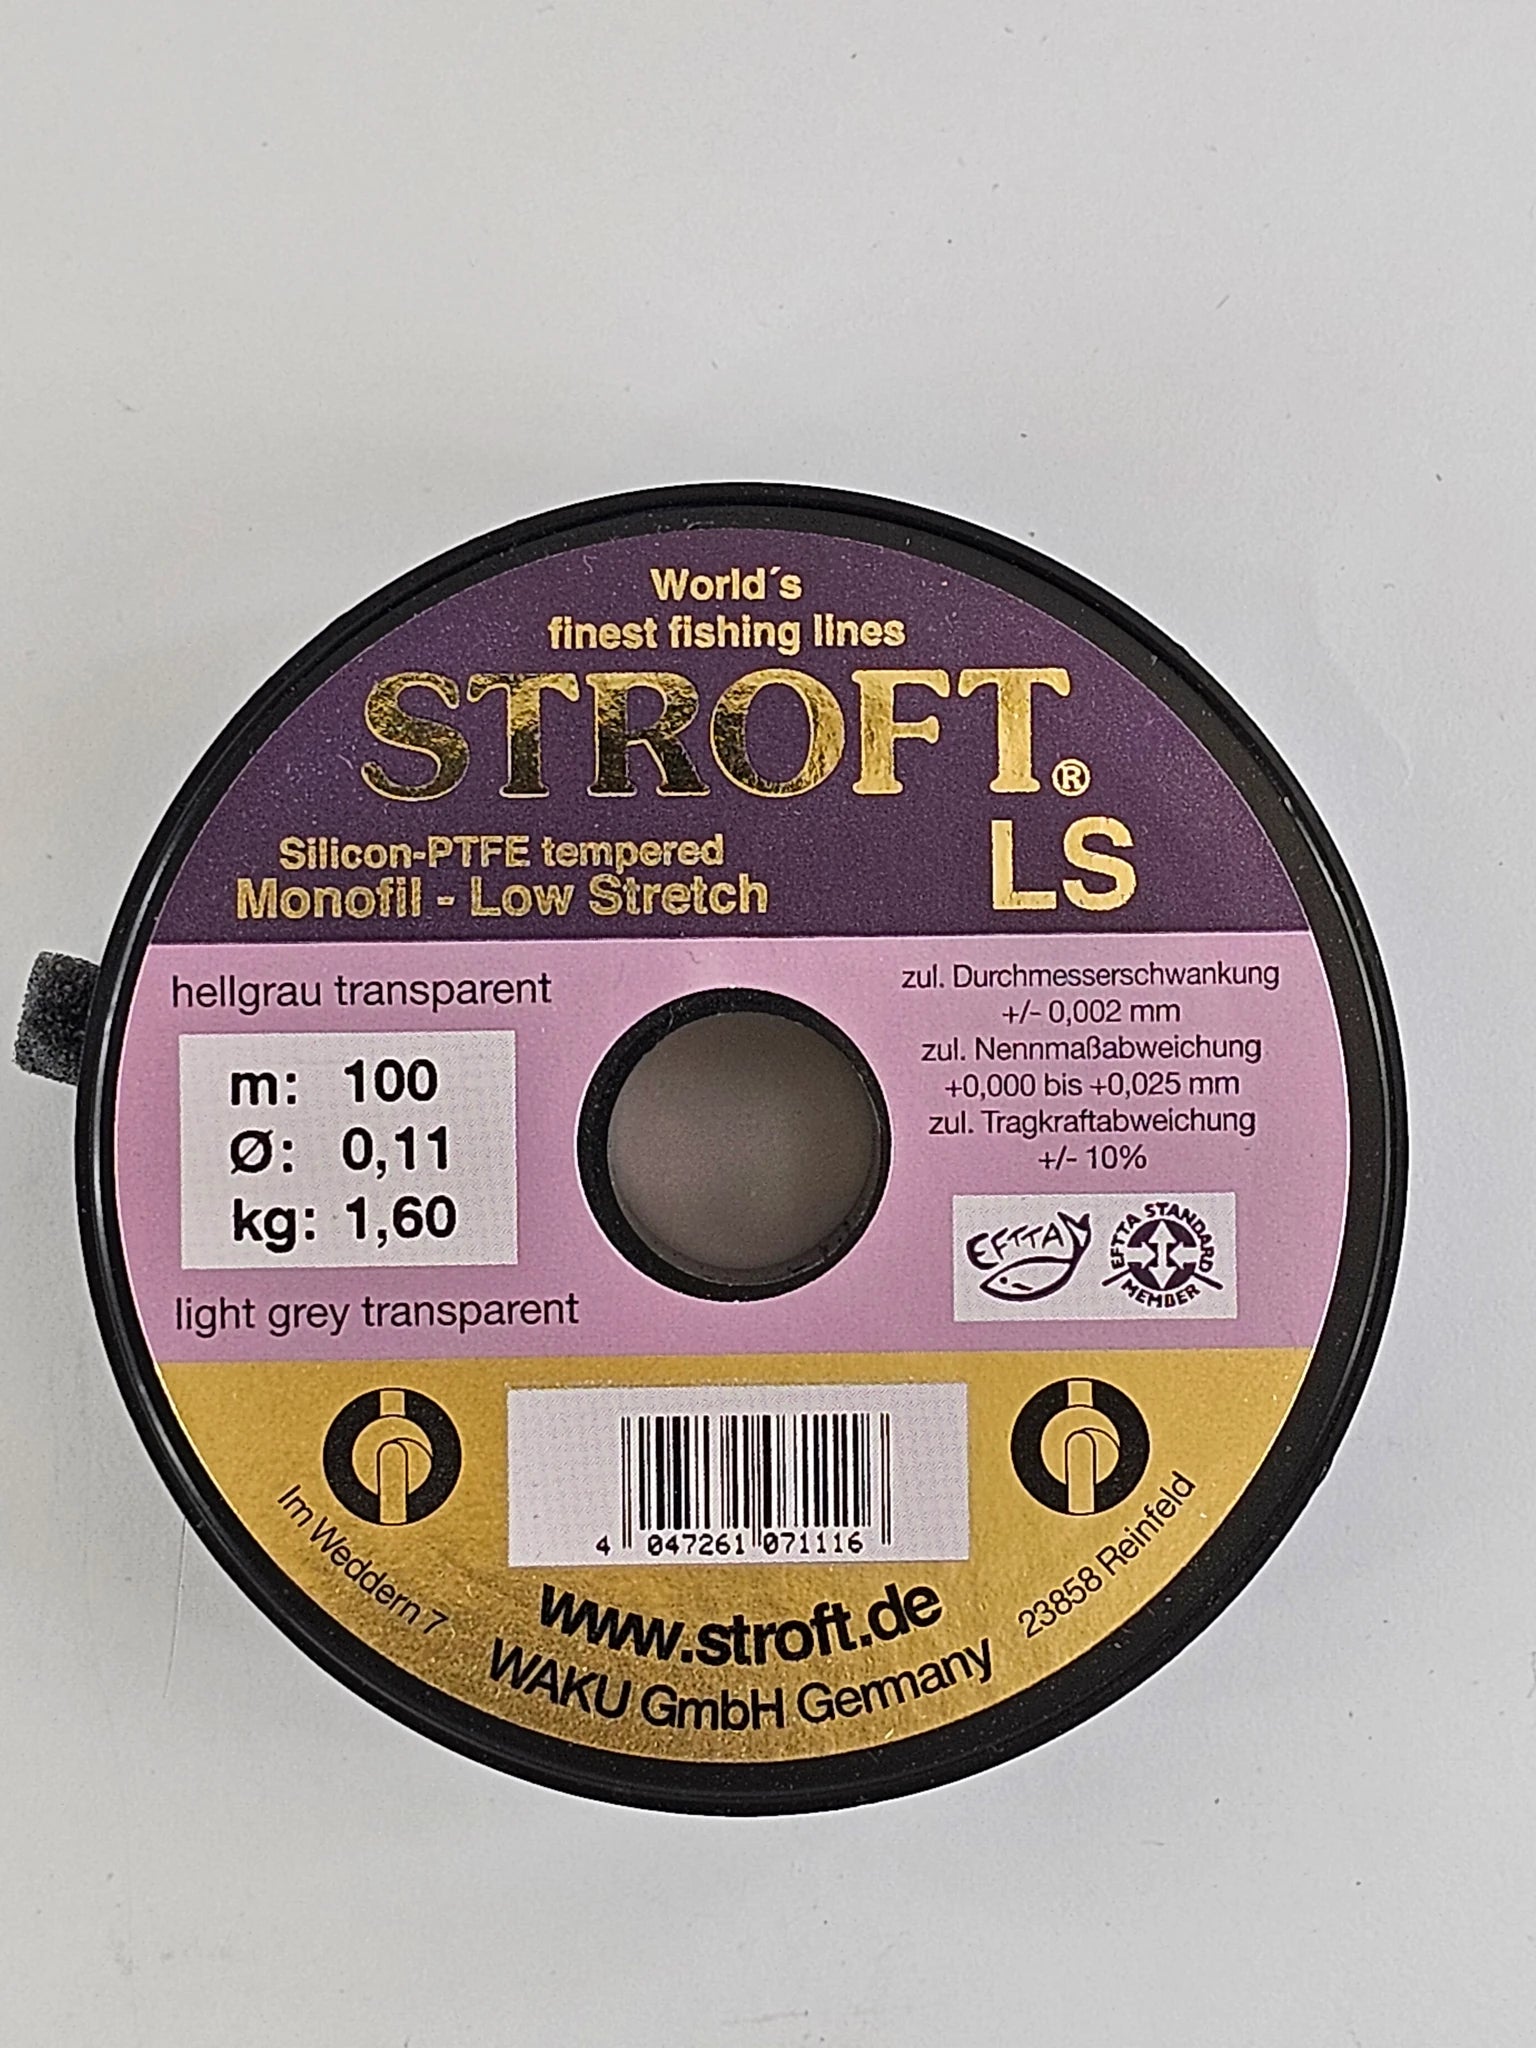 World´s
finest fishing lines
STROFT®
LS
Silicon-PTFE tempered
Monofil - Low Stretch
hellgrau transparent
m: 100
Ø: 0,11
kg: 1,60
light grey transparent
zul. Durchmesserschwankung
+/- 0,002 mm
zul. Nennmaßabweichung
+0,000 bis +0,025 mm
zul. Tragkraftabweichung
+/- 10%
EFTTA
EFTTA STANDARD
MEMBER
4 047261 071116
Im Weddern 7
www.stroft.de
WAKU GmbH Germany
23858 Reinfeld